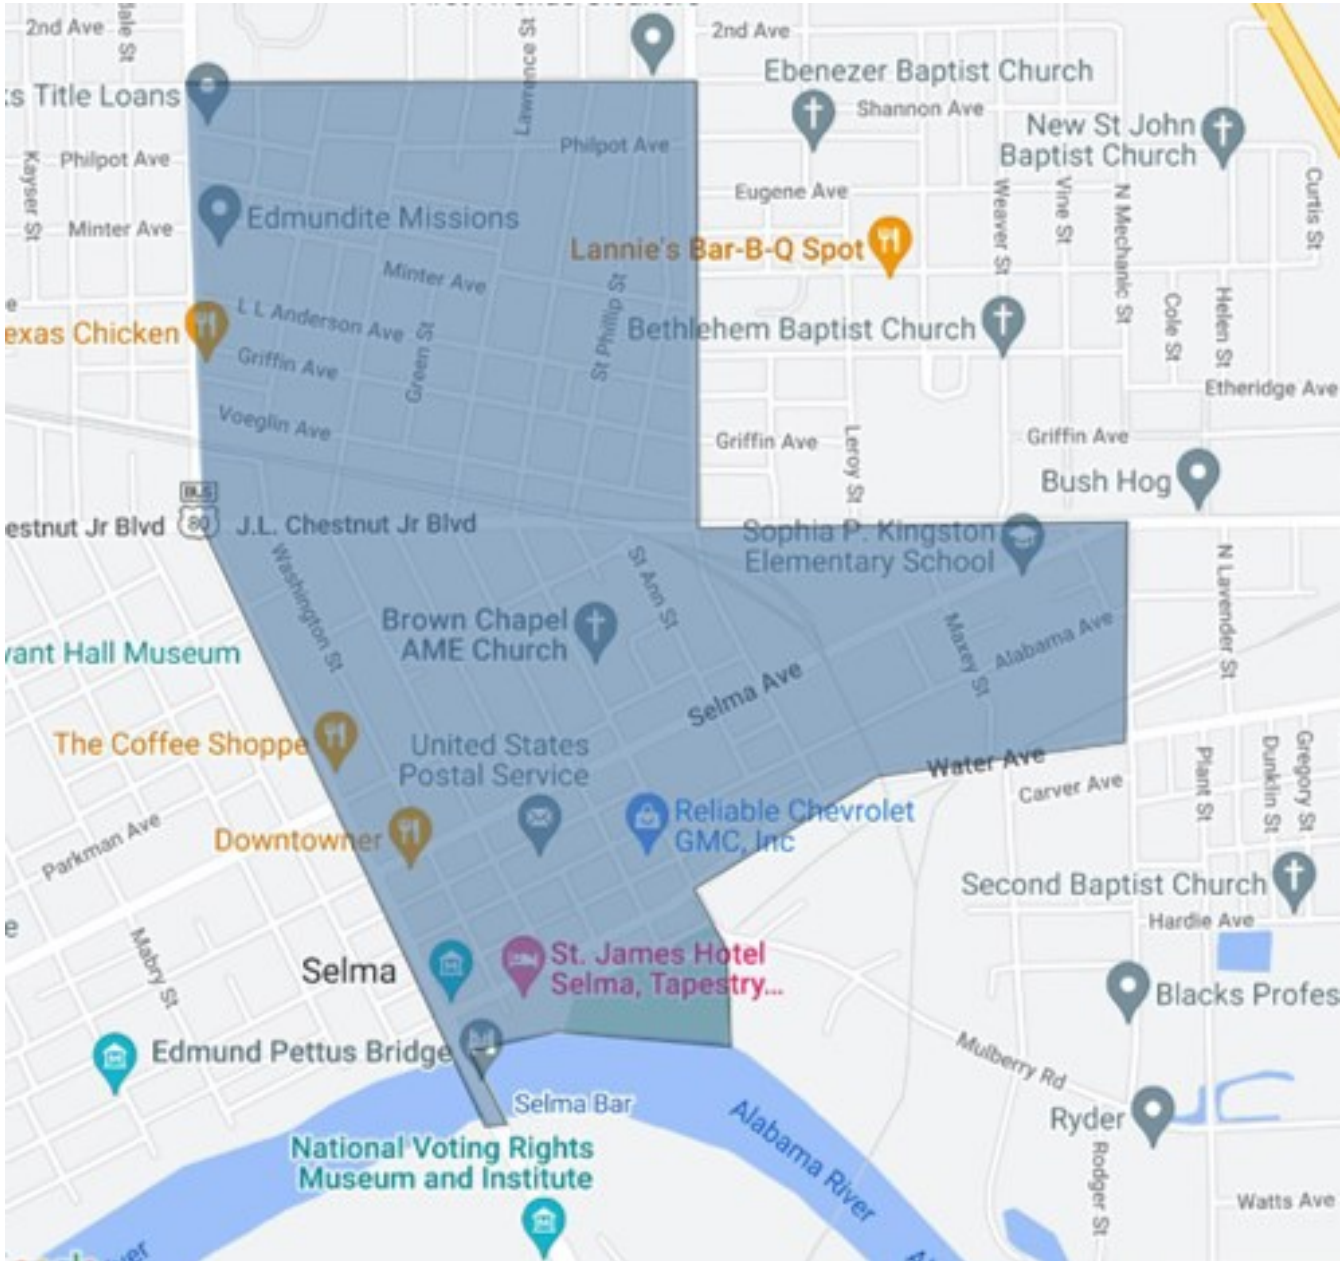 2nd Ave
2nd Ave
Lawrence St
Ebenezer Baptist Church
Shannon Ave
s Title Loans
New St John
Baptist Church
Philpot Ave
Philpot Ave
Kayser St
Eugene Ave
Weaver St
Vine St
N Mechanic St
Curtis St
Edmundite Missions
Minter Ave
Lannie's Bar-B-Q Spot
Minter Ave
St Phillip St
L L Anderson Ave
exas Chicken
Bethlehem Baptist Church
Cole St
Helen St
Green St
Griffin Ave
Etheridge Ave
Voeglin Ave
Griffin Ave
Leroy St
Griffin Ave
Bush Hog
BUS
80
estnut Jr Blvd
J.L. Chestnut Jr Blvd
Sophia P. Kingston
Elementary School
Washington St
St Ann St
N Lavender St
Brown Chapel
AME Church
Maxey St
Alabama Ave
vant Hall Museum
Selma Ave
The Coffee Shoppe
United States
Postal Service
Water Ave
Carver Ave
Plant St
Dunklin St
Gregory St
Reliable Chevrolet
GMC, Inc
Parkman Ave
Downtowner
Second Baptist Church
Hardie Ave
e
Mabry St
Selma
St. James Hotel
Selma, Tapestry...
Blacks Profes
Edmund Pettus Bridge
Mulberry Rd
Selma Bar
Alabama River
Ryder
National Voting Rights
Museum and Institute
Rodger St
Watts Ave